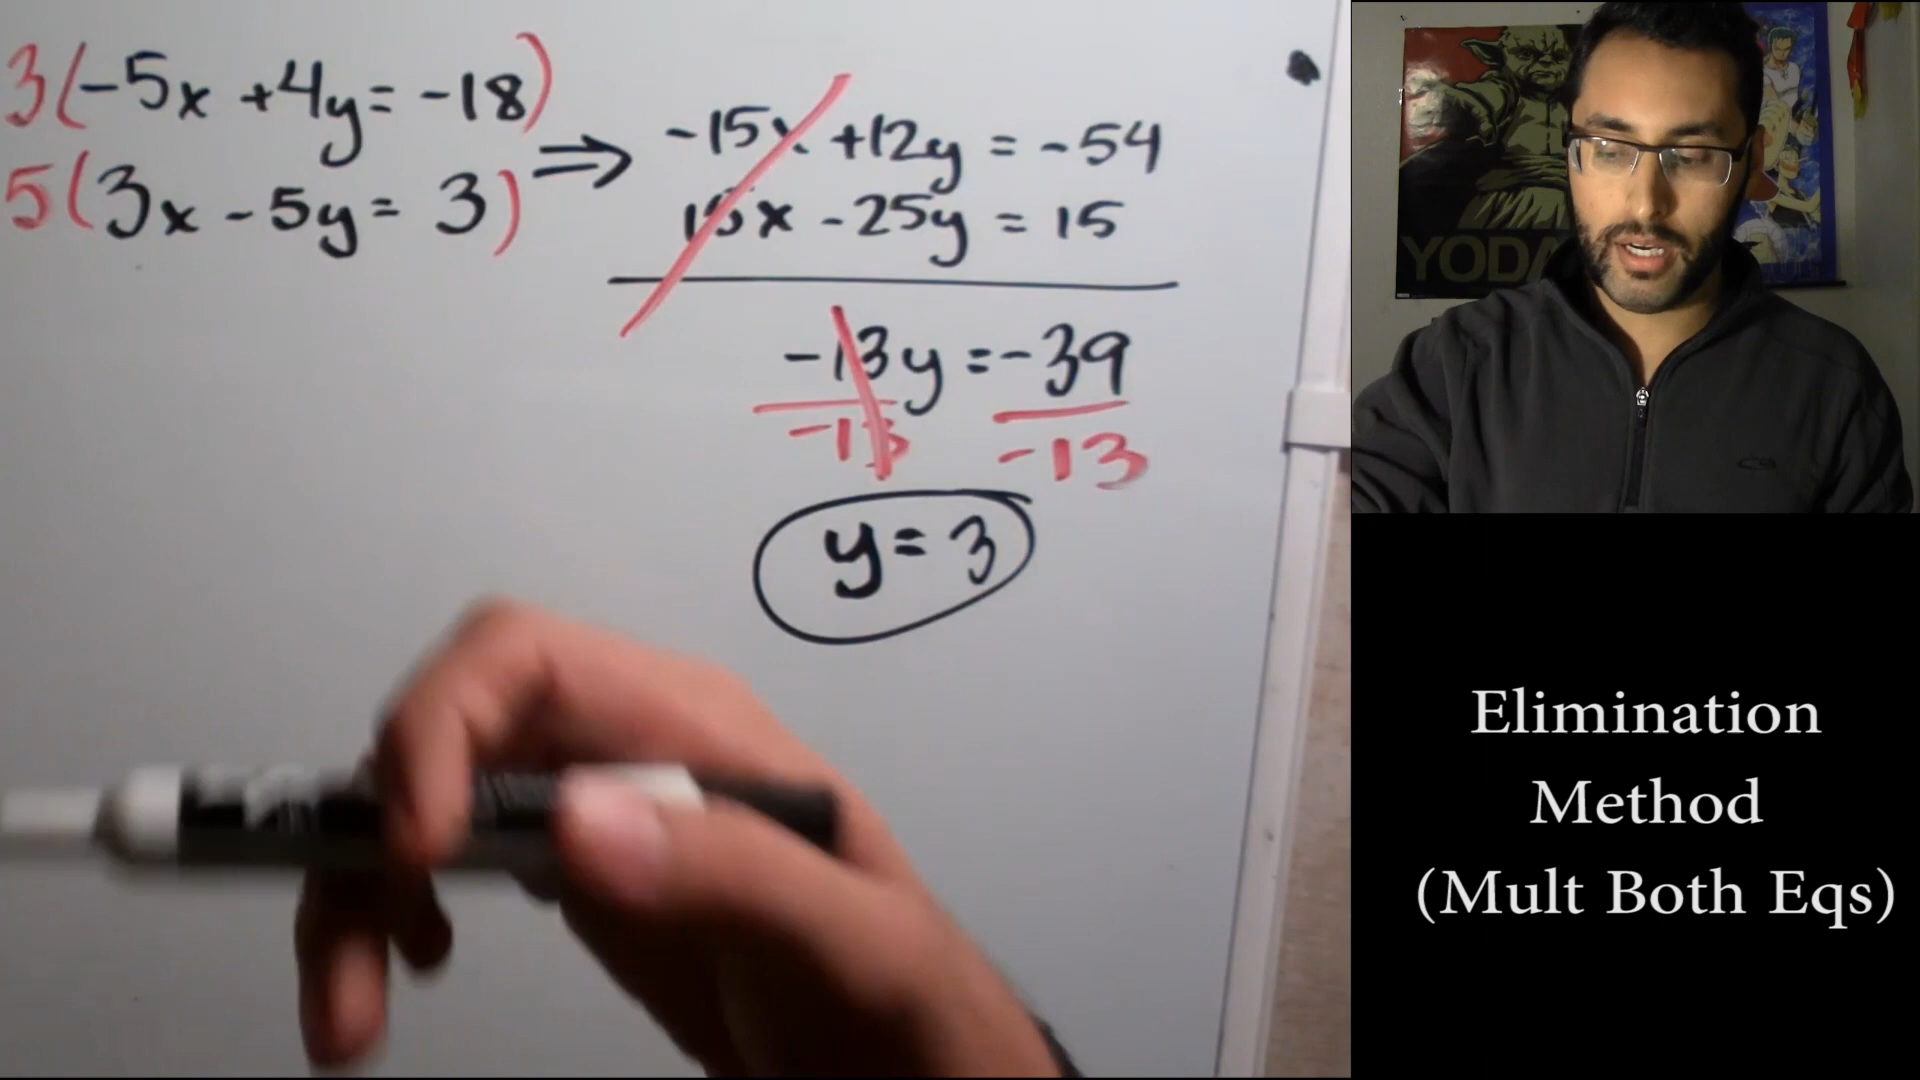 3(-5x +4y = -18)
5(3x - 5y = 3)
⇒
-15x +12y = -54
15x - 25y = 15
-13y = -39
-13 -13
y = 3
YODA
Elimination
Method
(Mult Both Eqs)